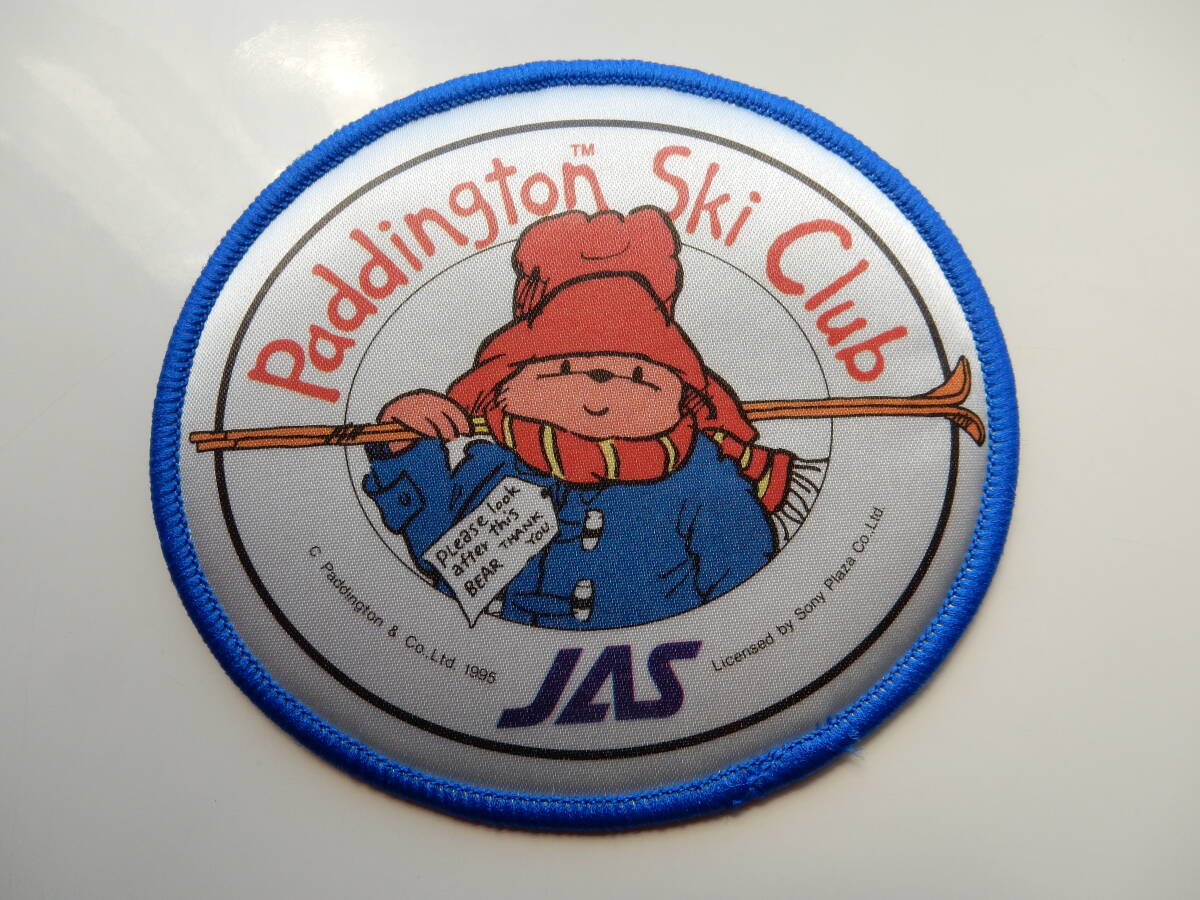 Paddington™ Ski Club
PLease look
after this
BEAR THANK
YOU
C Paddington & Co.,Ltd 1995
JAS
Licensed by Sony Plaza Co.,Ltd.